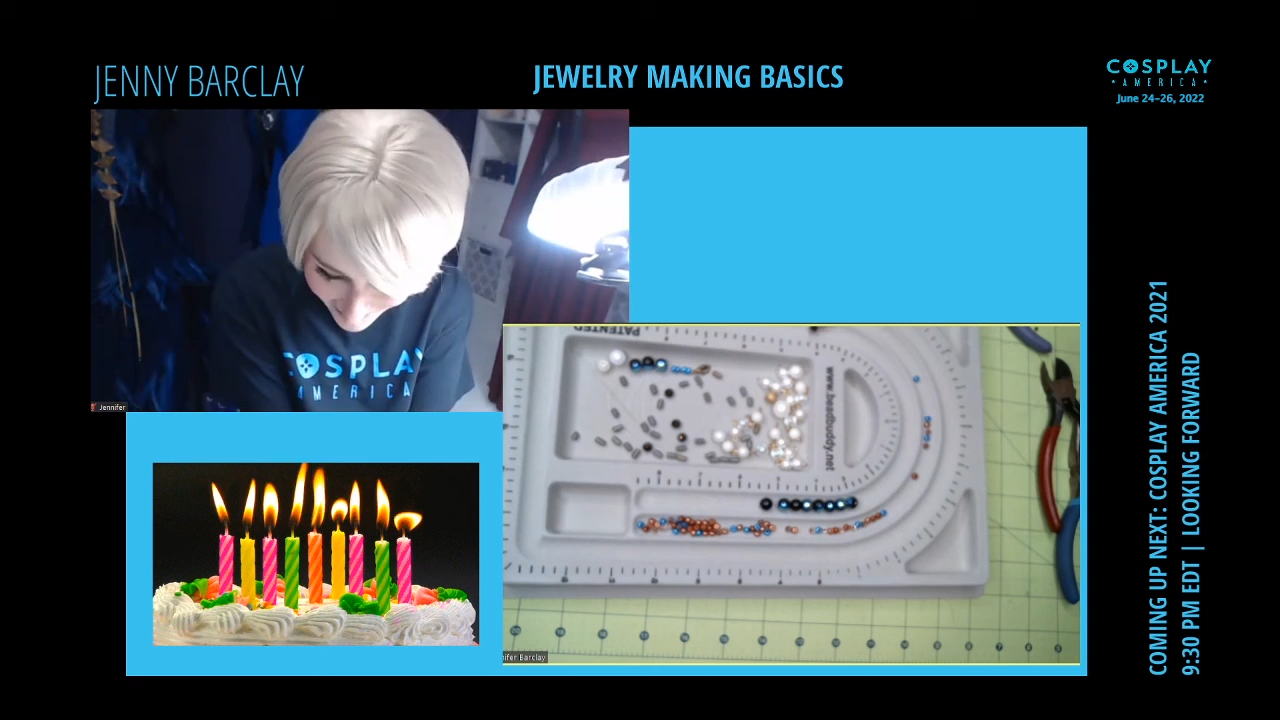 JENNY BARCLAY
JEWELRY MAKING BASICS
COSPLAY
AMERICA
June 24-26, 2022
COSPLAY
AMERICA
Jennifer
PATENTED
www.beadbuddy.net
Barclay
COMING UP NEXT: COSPLAY AMERICA 2021
9:30 PM EDT | LOOKING FORWARD